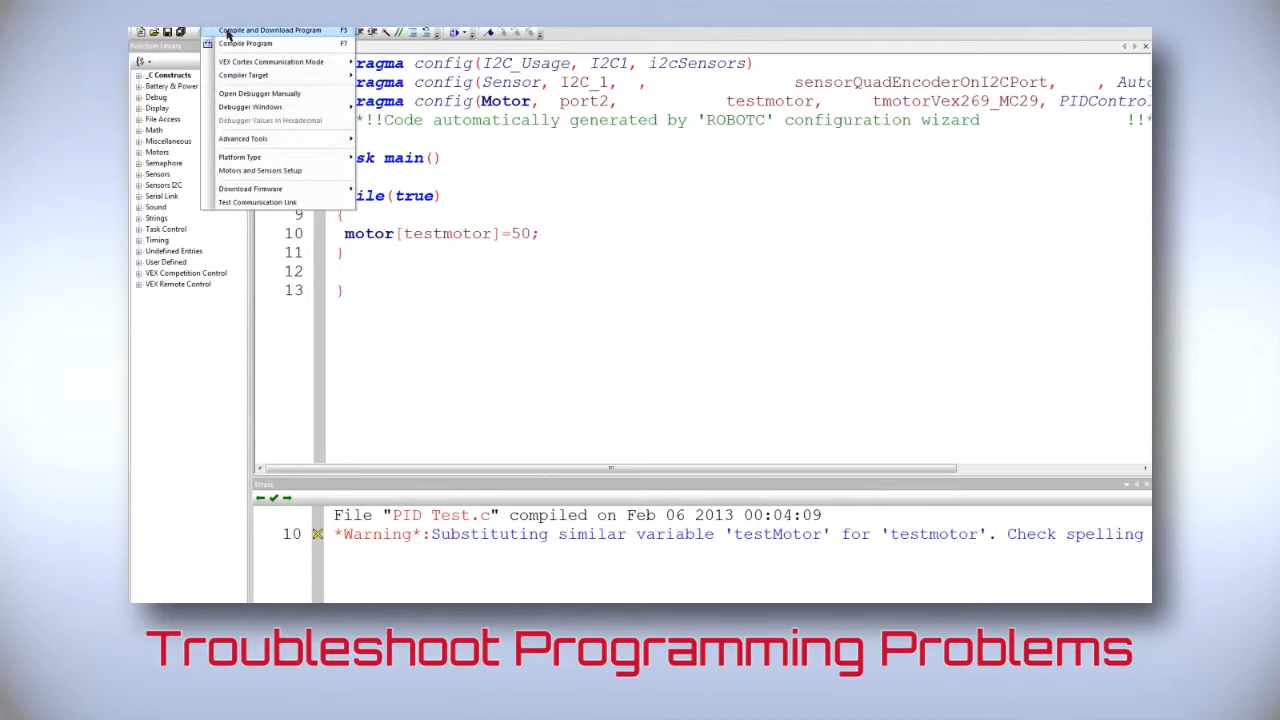 Compile and Download Program F5
Compile Program F7
VEX Cortex Communication Mode
Compiler Target
Open Debugger Manually
Debugger Windows
Debugger Values in Hexadecimal
Advanced Tools
Platform Type
Motors and Sensors Setup
Download Firmware
Test Communication Link
Function Library
_C Constructs
Battery & Power
Debug
Display
File Access
Math
Miscellaneous
Motors
Semaphore
Sensors
Sensors I2C
Serial Link
Sound
Strings
Task Control
Timing
Undefined Entries
User Defined
VEX Competition Control
VEX Remote Control
ragma config(I2C_Usage, I2C1, i2cSensors)
ragma config(Sensor, I2C_1, , sensorQuadEncoderOnI2CPort, , Auto
ragma config(Motor, port2, testmotor, tmotorVex269_MC29, PIDControl
*!!Code automatically generated by 'ROBOTC' configuration wizard !!*
sk main()
ile(true)
9 {
10 motor[testmotor]=50;
11 }
12
13 }
Errors
File "PID Test.c" compiled on Feb 06 2013 00:04:09
10 *Warning*:Substituting similar variable 'testMotor' for 'testmotor'. Check spelling
Troubleshoot Programming Problems